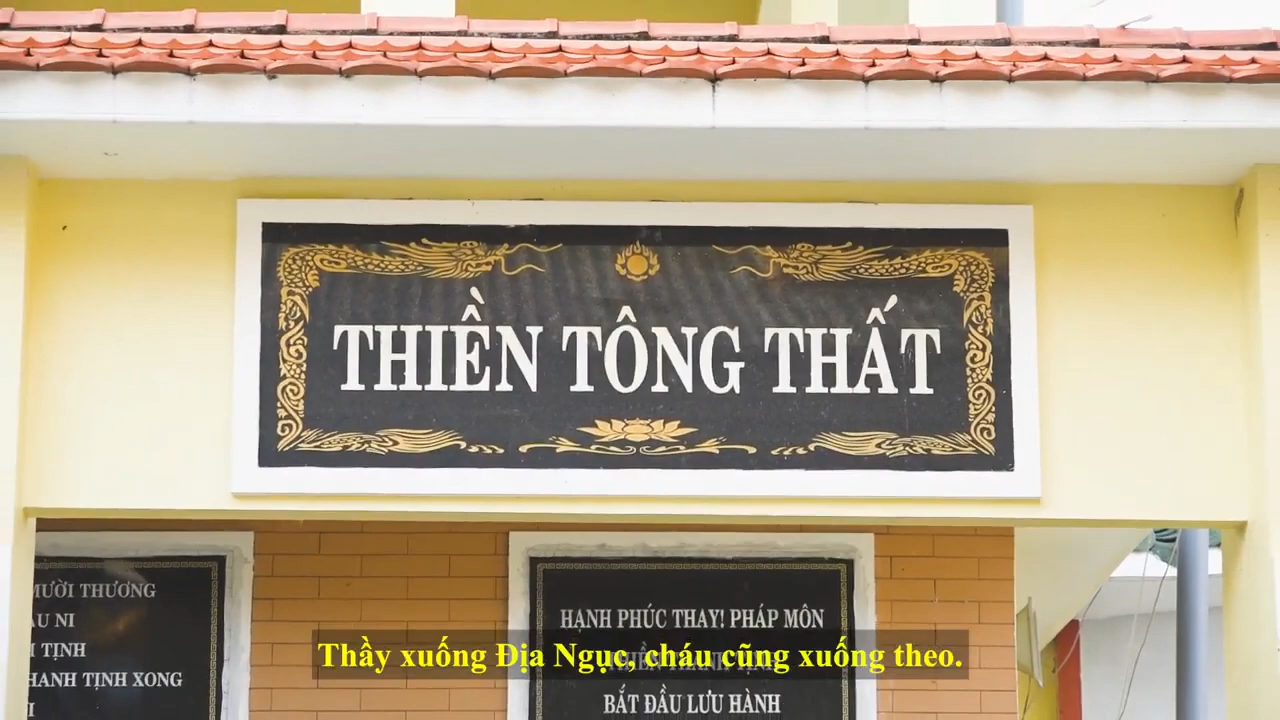 THIỀN TÔNG THẤT
MƯỜI THƯƠNG
NI
TỊNH
THANH TỊNH XONG
HẠNH PHÚC THAY! PHÁP MÔN
BẮT ĐẦU LƯU HÀNH
Thầy xuống Địa Ngục, cháu cũng xuống theo.